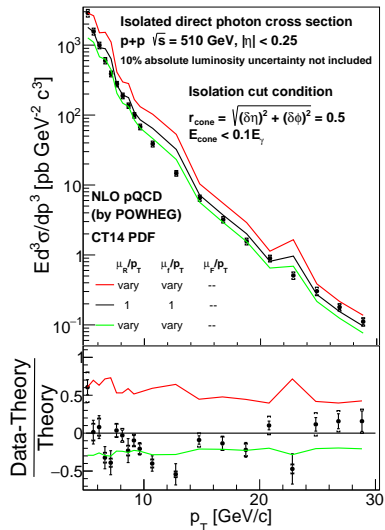 Isolated direct photon cross section
p+p √s = 510 GeV, |η| < 0.25
10% absolute luminosity uncertainty not included
Isolation cut condition
r_cone = √(δη)² + (δφ)² = 0.5
E_cone < 0.1E_γ
Ed³σ/dp³ [pb GeV⁻² c³]
10³
10²
10
1
10⁻¹
NLO pQCD
(by POWHEG)
CT14 PDF
μ_R/p_T μ_f/p_T μ_F/p_T
vary vary --
1 1 --
vary vary --
Data-Theory
Theory
1
0.5
0
−0.5
10 20 30
p_T [GeV/c]